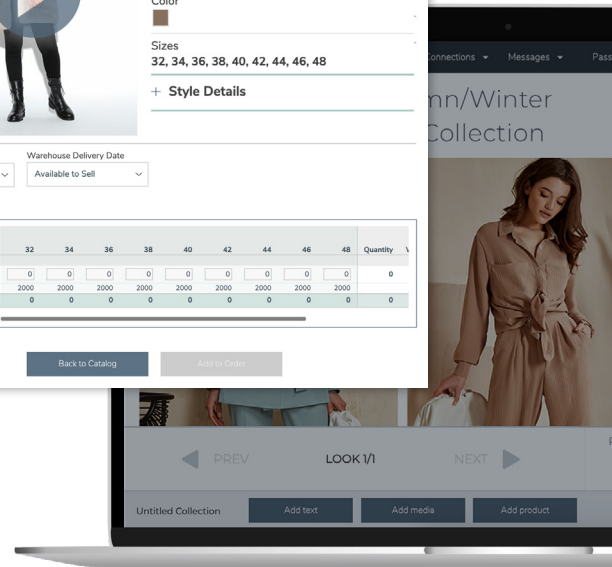 Color
Sizes
32, 34, 36, 38, 40, 42, 44, 46, 48
+ Style Details
Warehouse Delivery Date
Available to Sell
32 34 36 38 40 42 44 46 48 Quantity
0 0 0 0 0 0 0 0 0 0
2000 2000 2000 2000 2000 2000 2000 2000 2000
0 0 0 0 0 0 0 0 0 0
Back to Catalog Add to Order
Connections Messages
mn/Winter
Collection
PREV LOOK 1/1 NEXT
Untitled Collection Add text Add media Add product